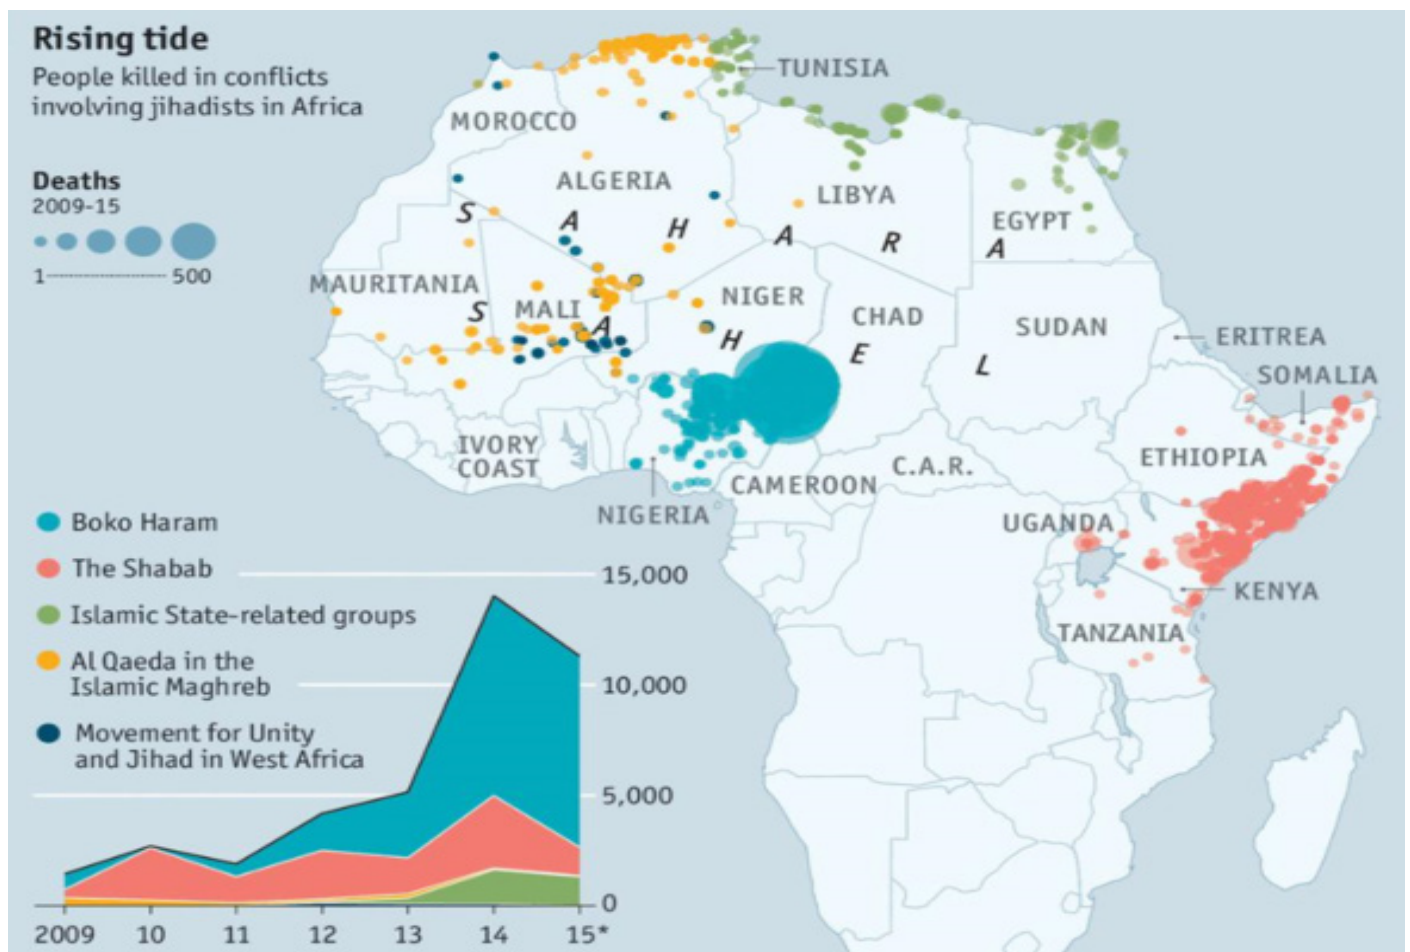 Rising tide
People killed in conflicts
involving jihadists in Africa
Deaths
2009-15
1
500
MOROCCO
ALGERIA
TUNISIA
LIBYA
EGYPT
S A H A R A
MAURITANIA
MALI
NIGER
CHAD
SUDAN
ERITREA
SOMALIA
S A H E L
IVORY
COAST
NIGERIA
CAMEROON
C.A.R.
ETHIOPIA
UGANDA
KENYA
TANZANIA
Boko Haram
The Shabab
Islamic State-related groups
Al Qaeda in the
Islamic Maghreb
Movement for Unity
and Jihad in West Africa
15,000
10,000
5,000
0
2009 10 11 12 13 14 15*